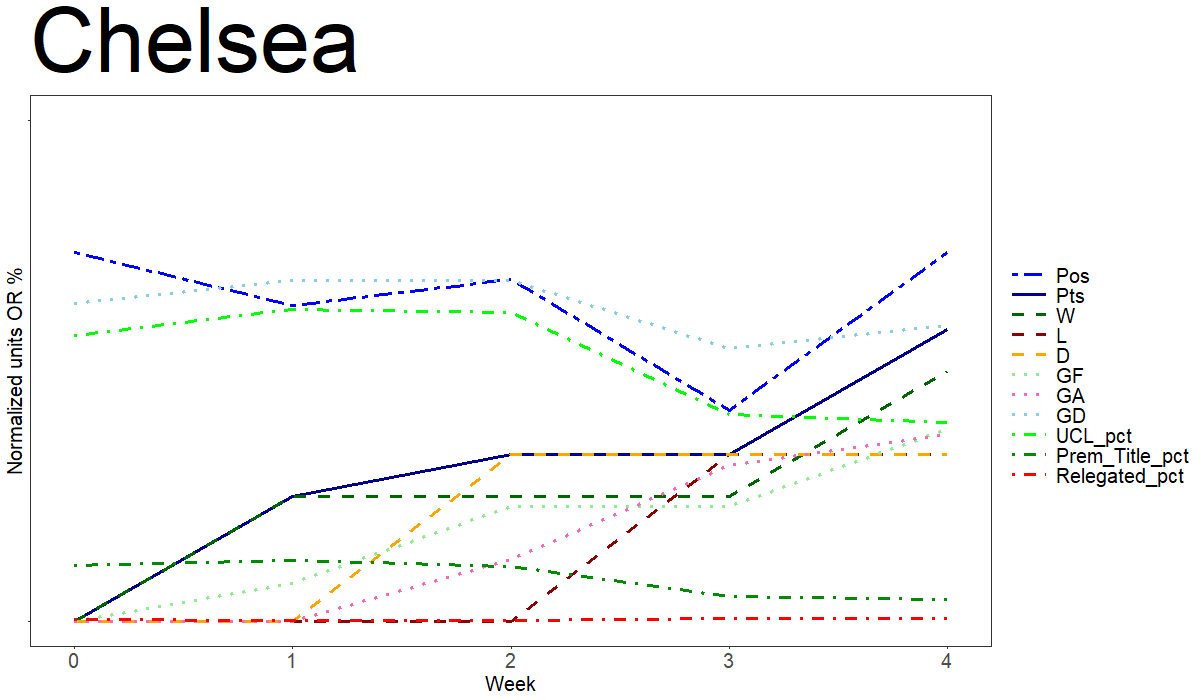 Chelsea
Normalized units OR %
0 1 2 3 4
Week
Pos
Pts
W
L
D
GF
GA
GD
UCL_pct
Prem_Title_pct
Relegated_pct